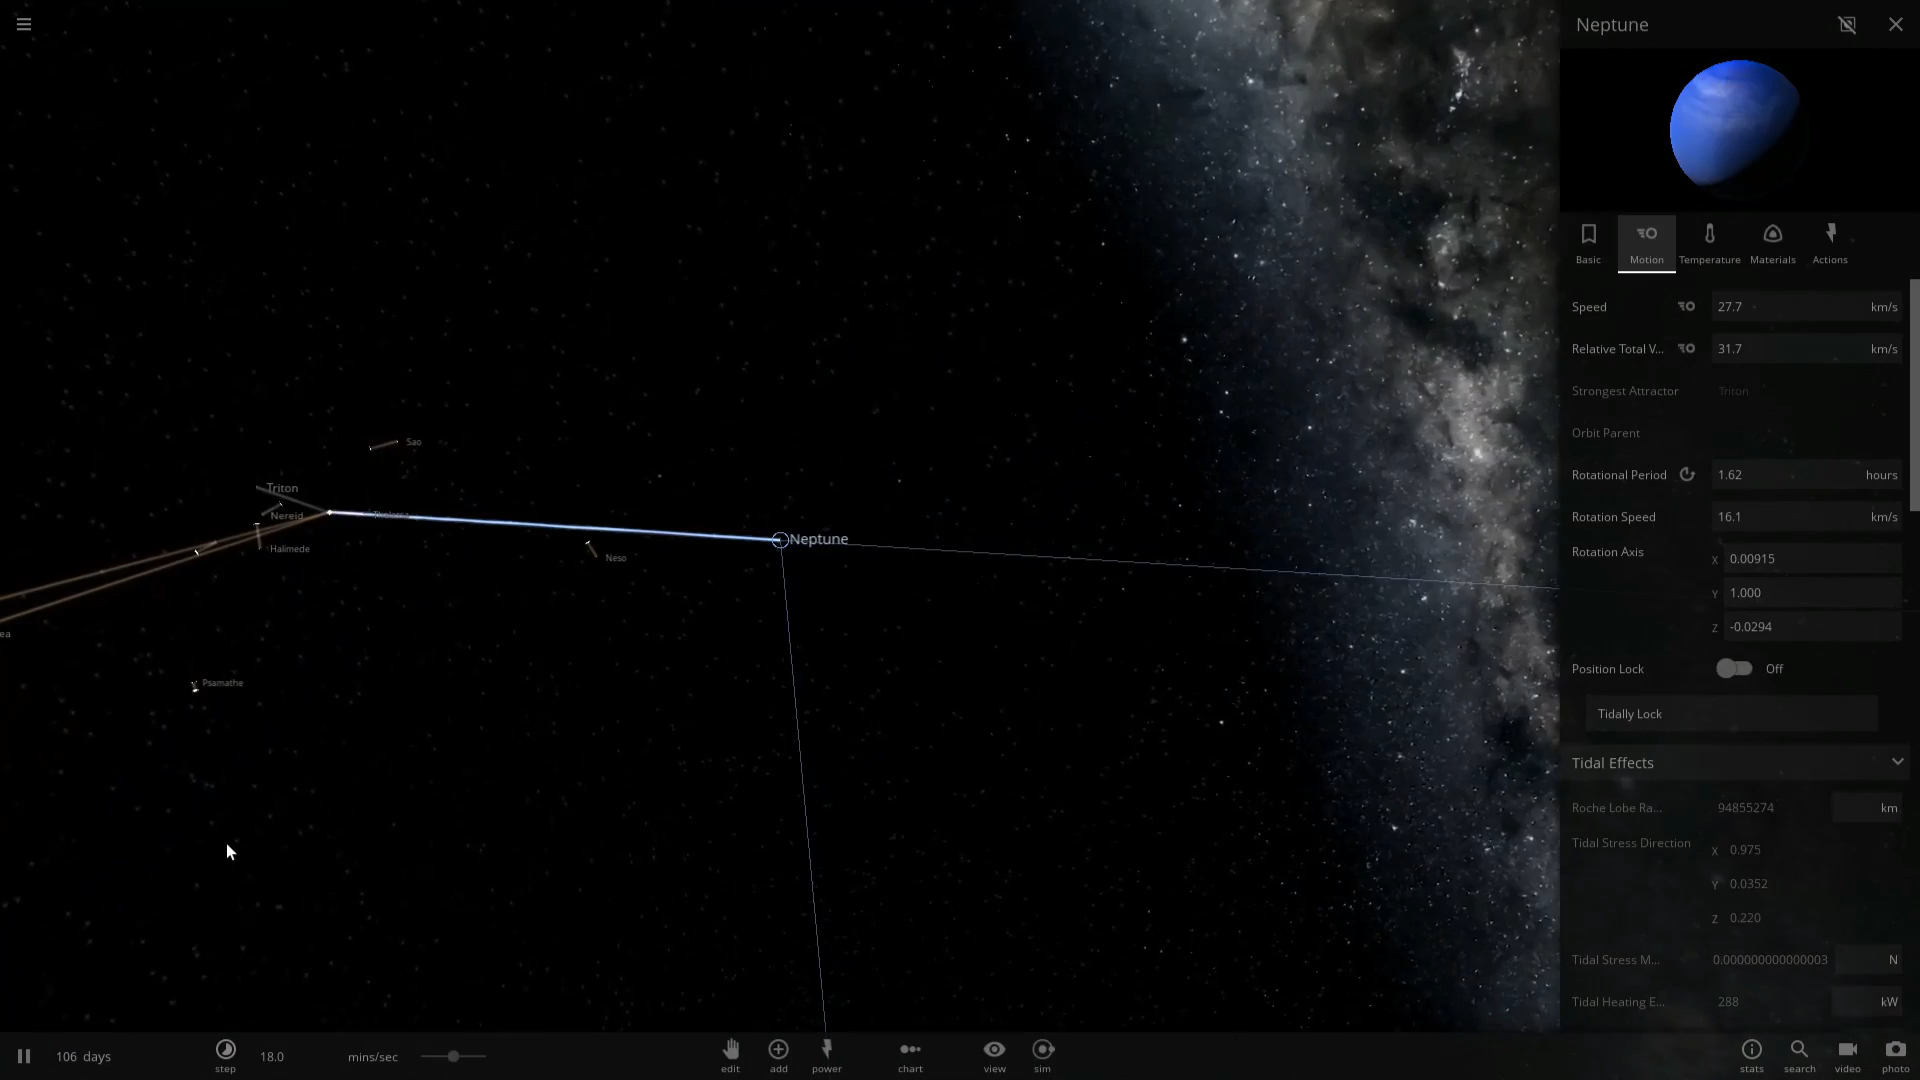 Neptune
Basic
Motion
Temperature
Materials
Actions
Speed 27.7 km/s
Relative Total V... 31.7 km/s
Strongest Attractor Triton
Orbit Parent
Rotational Period 1.62 hours
Rotation Speed 16.1 km/s
Rotation Axis X 0.00915
Y 1.000
Z -0.0294
Position Lock Off
Tidally Lock
Tidal Effects
Roche Lobe Ra... 94855274 km
Tidal Stress Direction X 0.975
Y 0.0352
Z 0.220
Tidal Stress M... 0.000000000000003 N
Tidal Heating E... 288 kW
Sao
Triton
Nereid
Halimede
Neptune
Neso
ea
Psamathe
106 days
step
18.0 mins/sec
edit
add
power
chart
view
sim
stats
search
video
photo